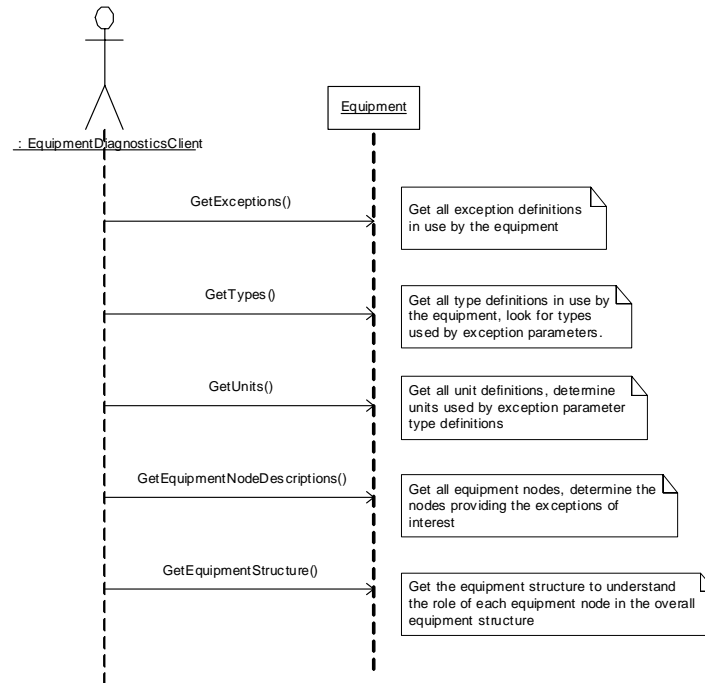 Equipment
: EquipmentDiagnosticsClient
GetExceptions()
Get all exception definitions
in use by the equipment
GetTypes()
Get all type definitions in use by
the equipment, look for types
used by exception parameters.
GetUnits()
Get all unit definitions, determine
units used by exception parameter
type definitions
GetEquipmentNodeDescriptions()
Get all equipment nodes, determine the
nodes providing the exceptions of
interest
GetEquipmentStructure()
Get the equipment structure to understand
the role of each equipment node in the overall
equipment structure